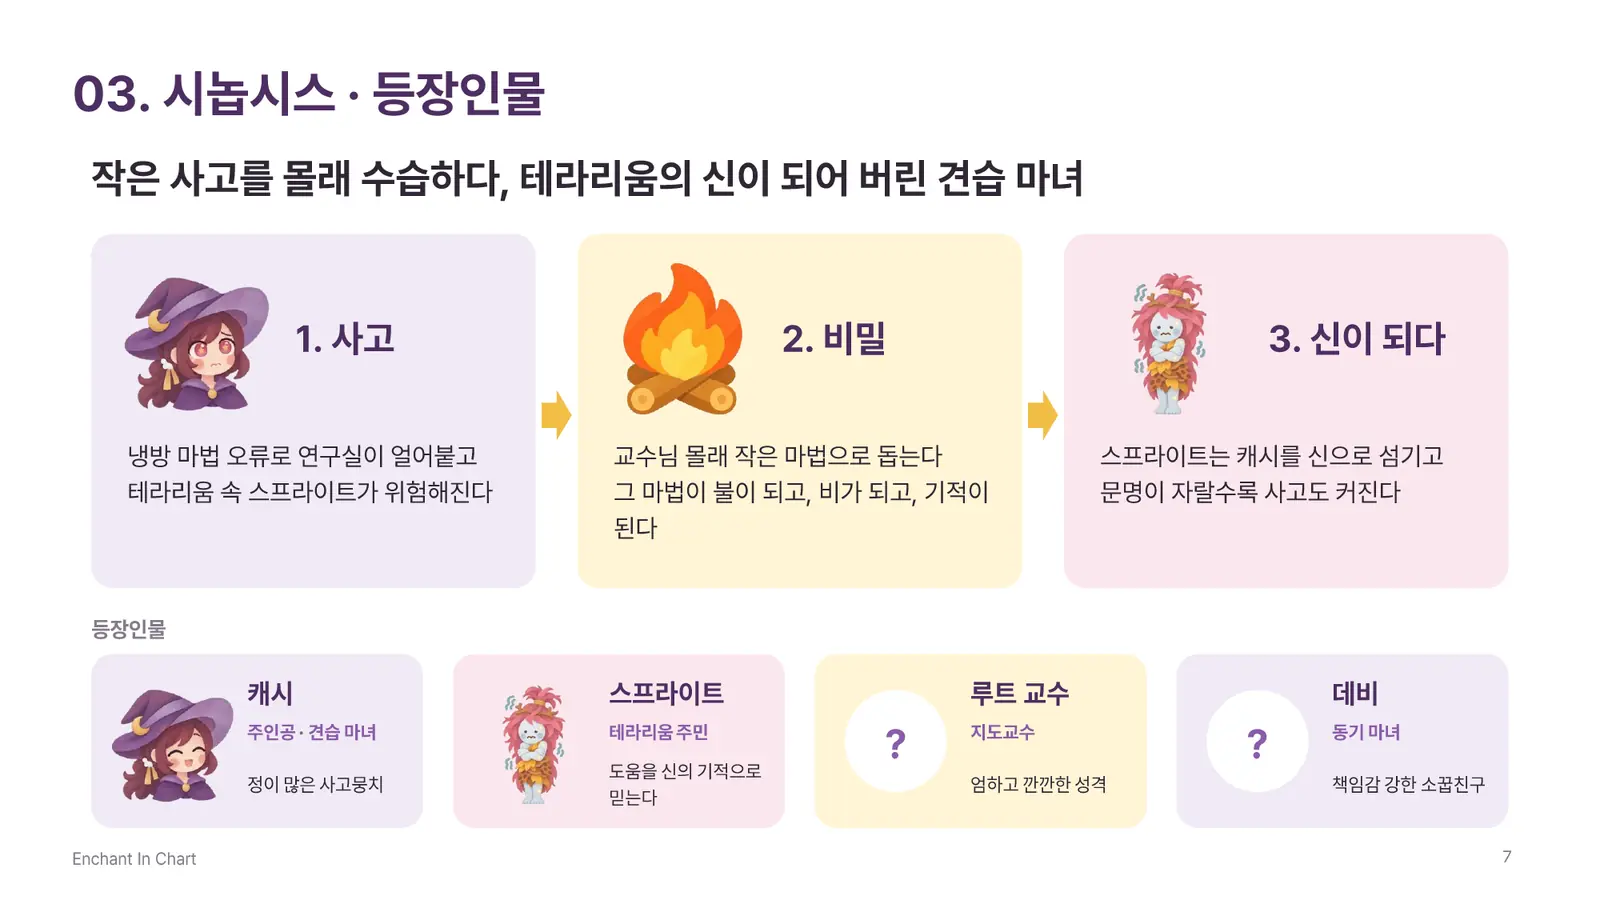 03. 시놉시스 · 등장인물
작은 사고를 몰래 수습하다, 테라리움의 신이 되어 버린 견습 마녀
1. 사고
냉방 마법 오류로 연구실이 얼어붙고
테라리움 속 스프라이트가 위험해진다
2. 비밀
교수님 몰래 작은 마법으로 돕는다
그 마법이 불이 되고, 비가 되고, 기적이
된다
3. 신이 되다
스프라이트는 캐시를 신으로 섬기고
문명이 자랄수록 사고도 커진다
등장인물
캐시
주인공 · 견습 마녀
정이 많은 사고뭉치
스프라이트
테라리움 주민
도움을 신의 기적으로
믿는다
?
루트 교수
지도교수
엄하고 깐깐한 성격
?
데비
동기 마녀
책임감 강한 소꿉친구
Enchant In Chart
7